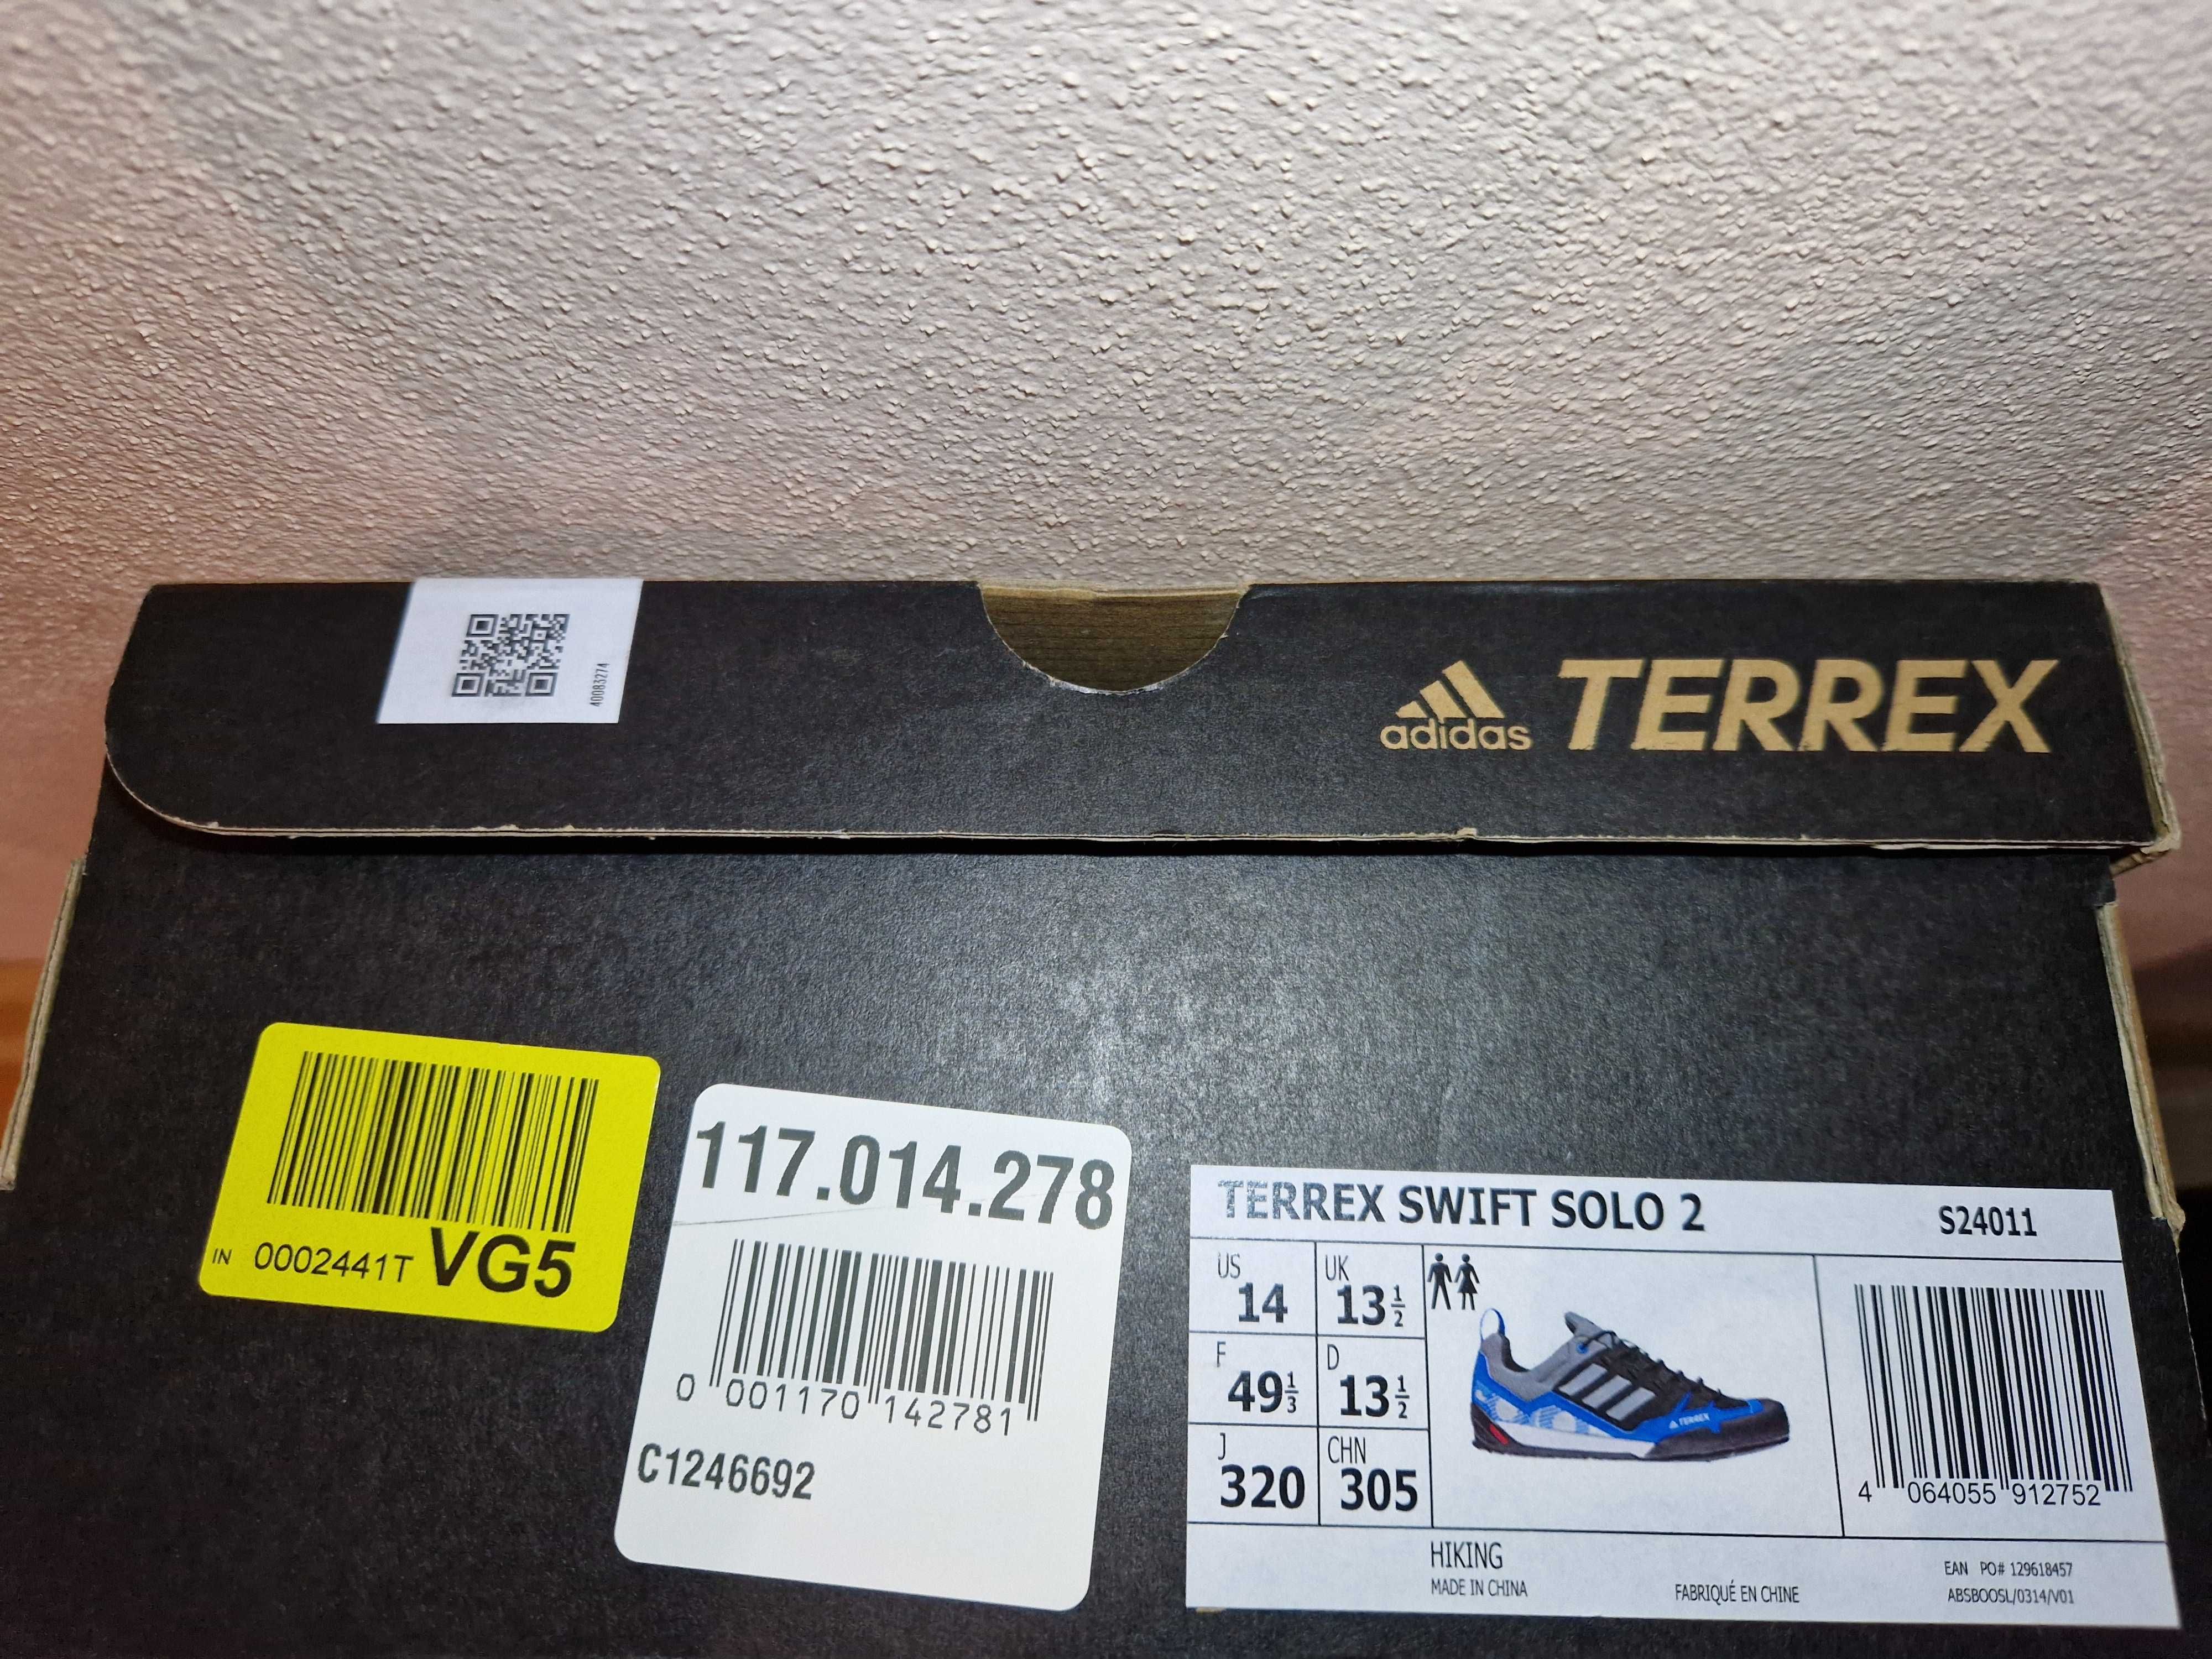 40083274
adidas TERREX
IN 0002441T VG5
117.014.278
0 001170 142781
C1246692
TERREX SWIFT SOLO 2 S24011
US UK
14 13 1/2
F D
49 1/3 13 1/2
J CHN
320 305
TERREX
4 064055 912752
HIKING
MADE IN CHINA FABRIQUÉ EN CHINE
EAN PO# 129618457
ABSBOOSL/0314/V01